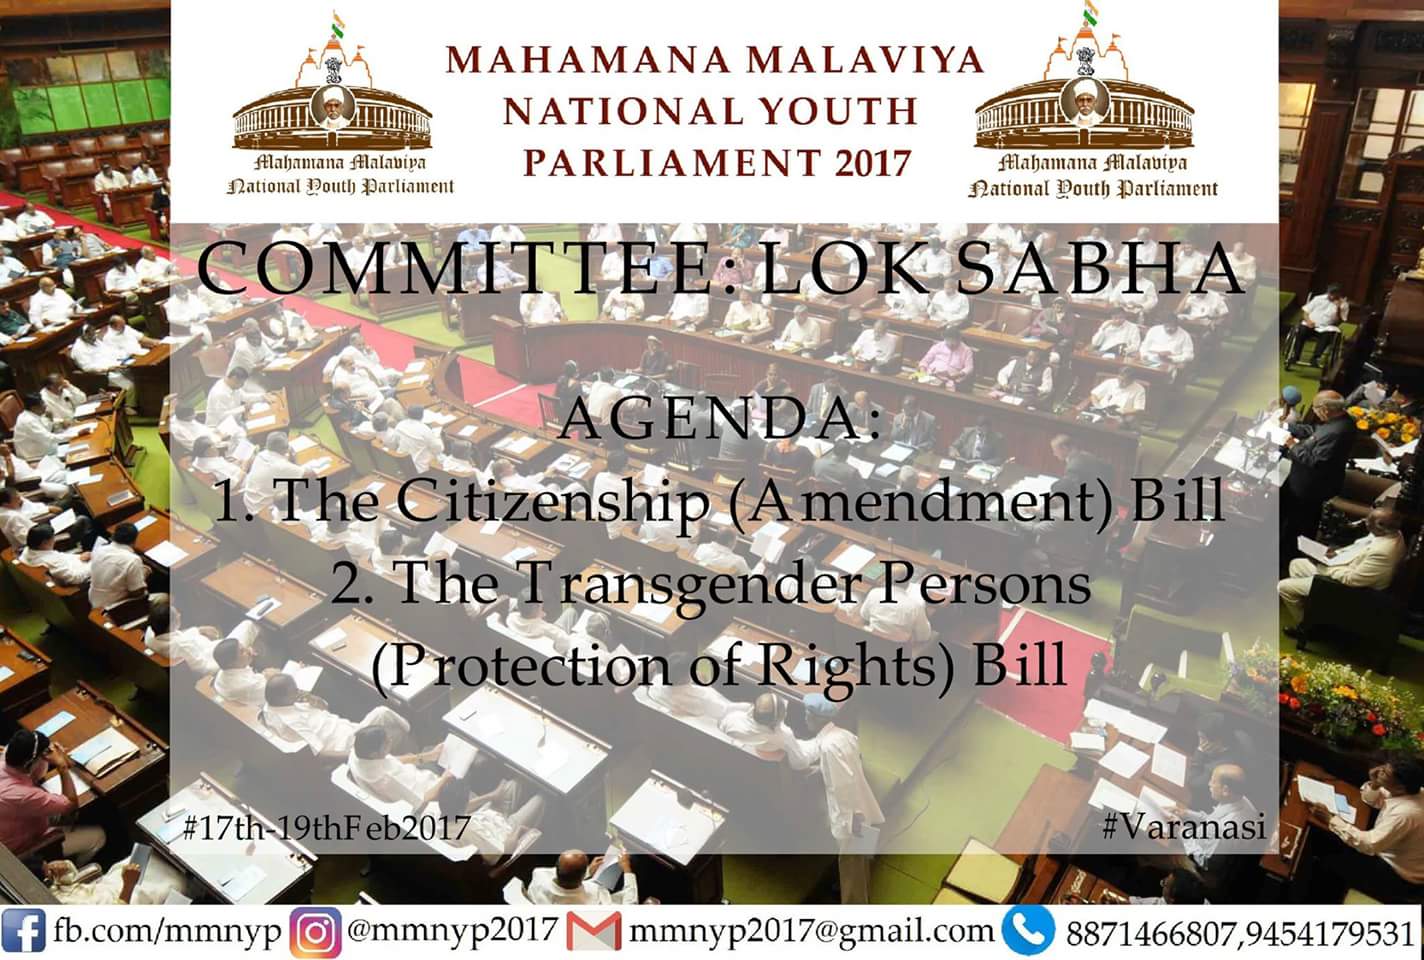 MAHAMANA MALAVIYA
NATIONAL YOUTH
PARLIAMENT 2017
Mahamana Malaviya
National Youth Parliament
Mahamana Malaviya
National Youth Parliament
COMMITTEE: LOK SABHA
AGENDA:
1. The Citizenship (Amendment) Bill
2. The Transgender Persons
(Protection of Rights) Bill
#17th-19thFeb2017
#Varanasi
fb.com/mmnyp @mmnyp2017 mmnyp2017@gmail.com 8871466807,9454179531